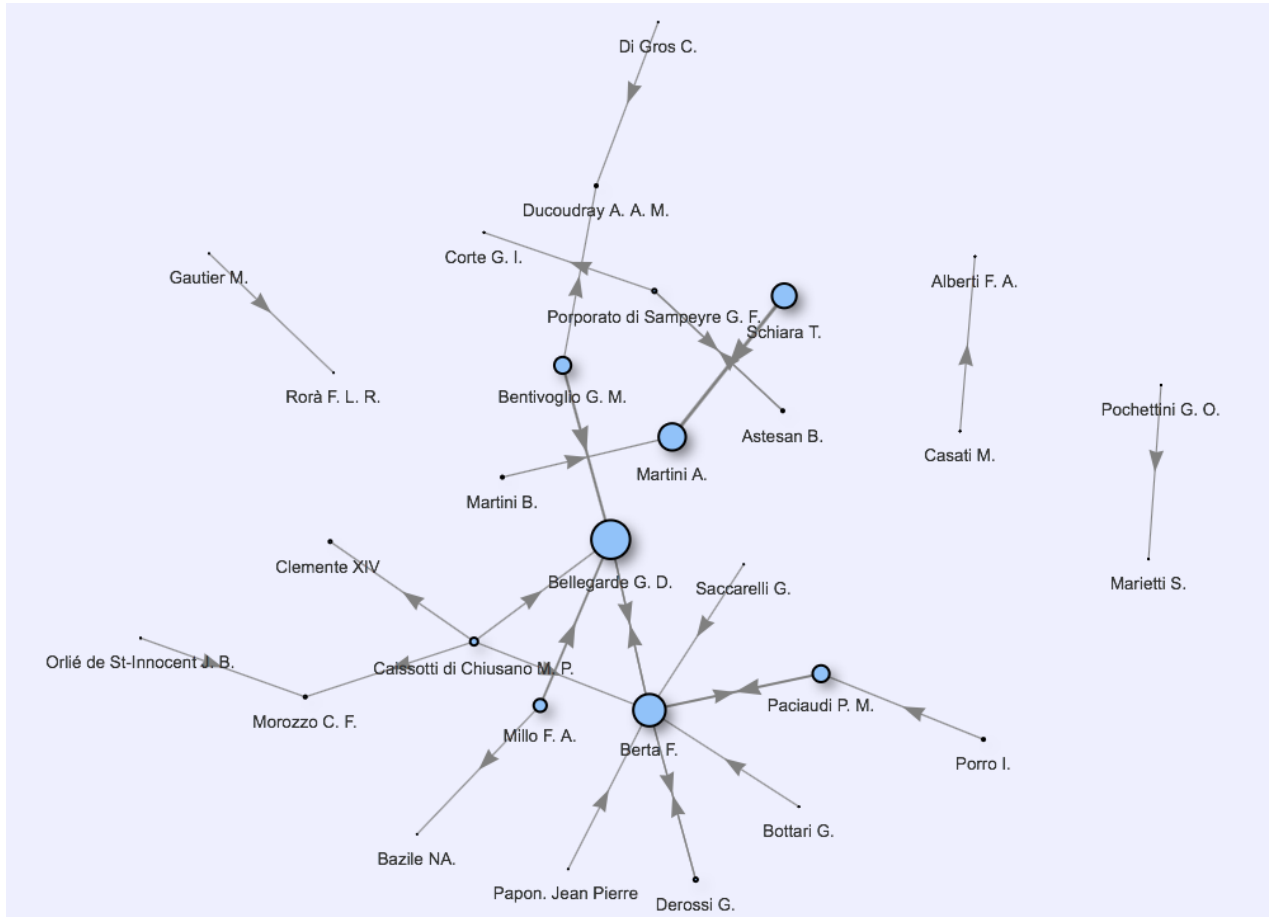 Di Gros C.
Ducoudray A. A. M.
Corte G. I.
Gautier M.
Alberti F. A.
Porporato di Sampeyre G. F.
Schiara T.
Rorà F. L. R.
Bentivoglio G. M.
Pochettini G. O.
Astesan B.
Casati M.
Martini A.
Martini B.
Clemente XIV
Bellegarde G. D.
Saccarelli G.
Marietti S.
Orlié de St-Innocent J. B.
Caissotti di Chiusano M. P.
Paciaudi P. M.
Morozzo C. F.
Millo F. A.
Berta F.
Porro I.
Bottari G.
Bazile NA.
Papon. Jean Pierre
Derossi G.